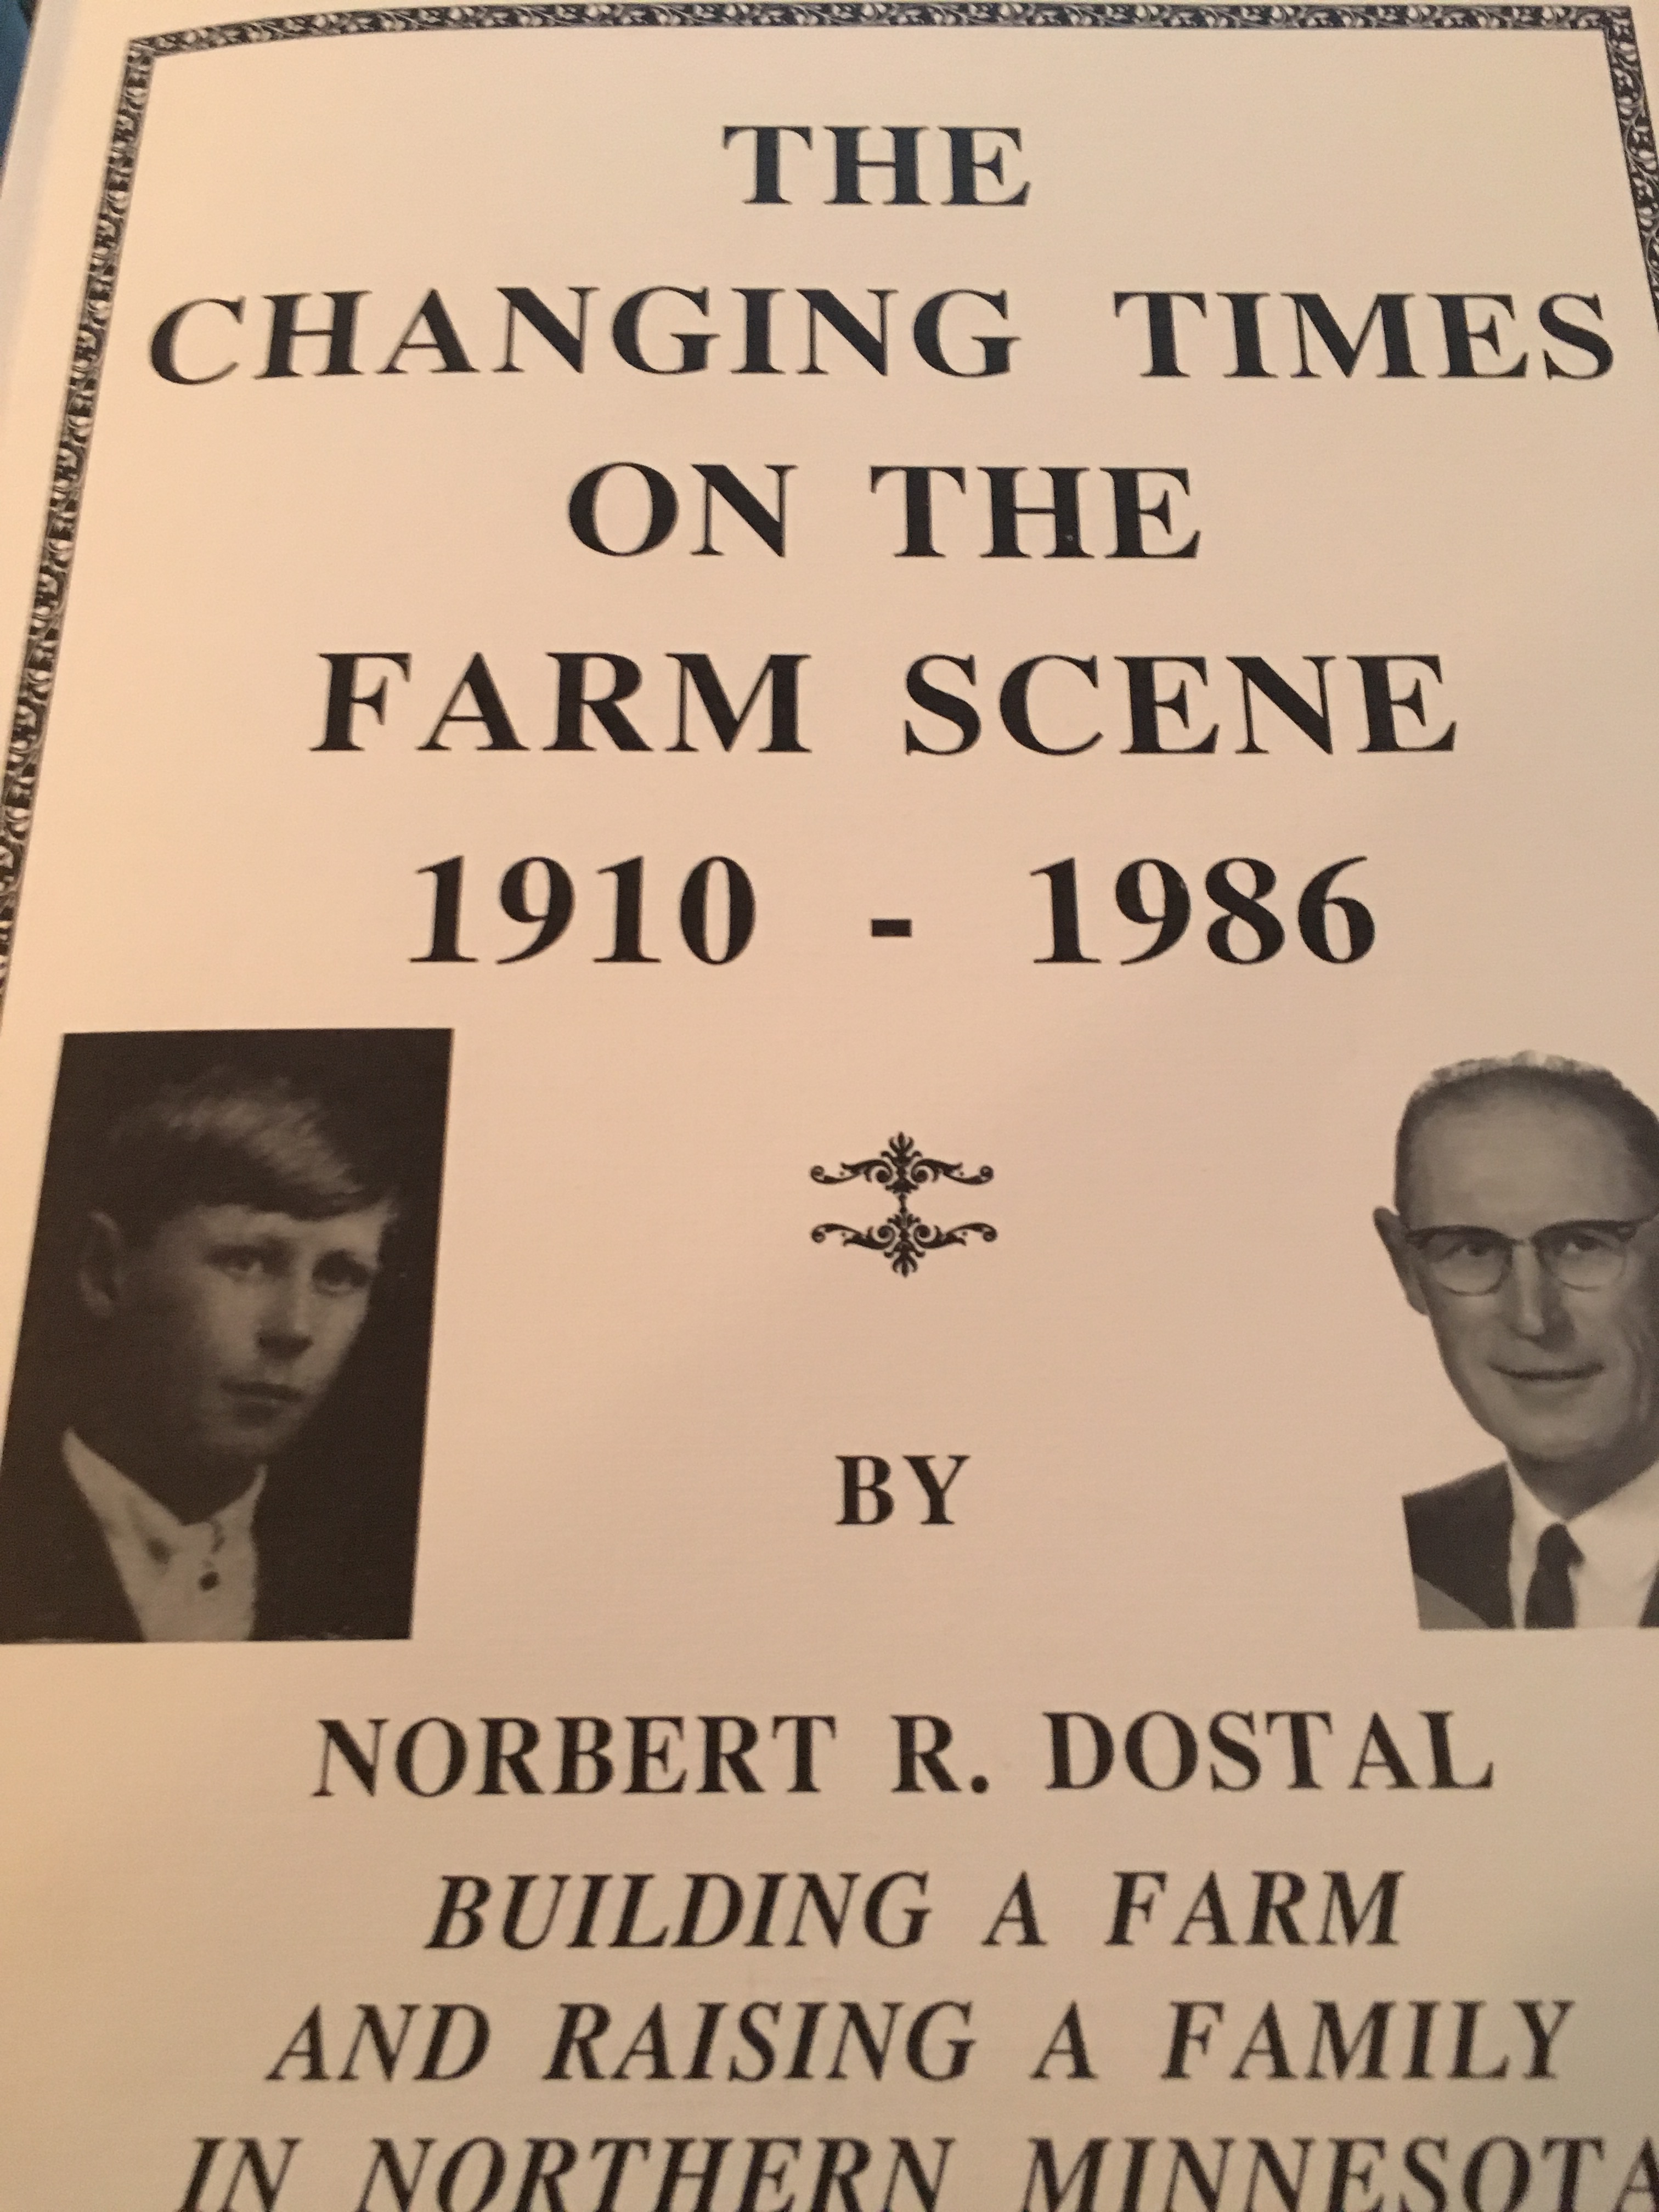 THE
CHANGING TIMES
ON THE
FARM SCENE
1910 - 1986
BY
NORBERT R. DOSTAL
BUILDING A FARM
AND RAISING A FAMILY
IN NORTHERN MINNESOTA